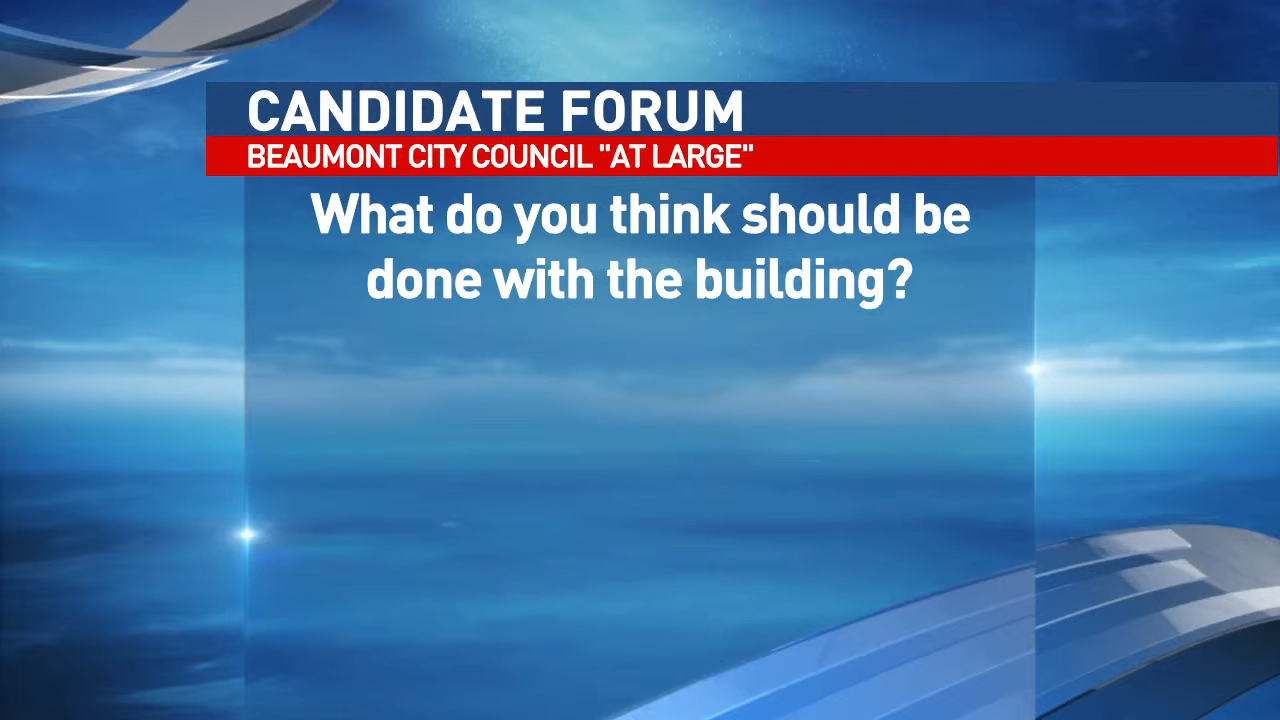 CANDIDATE FORUM
BEAUMONT CITY COUNCIL "AT LARGE"
What do you think should be
done with the building?